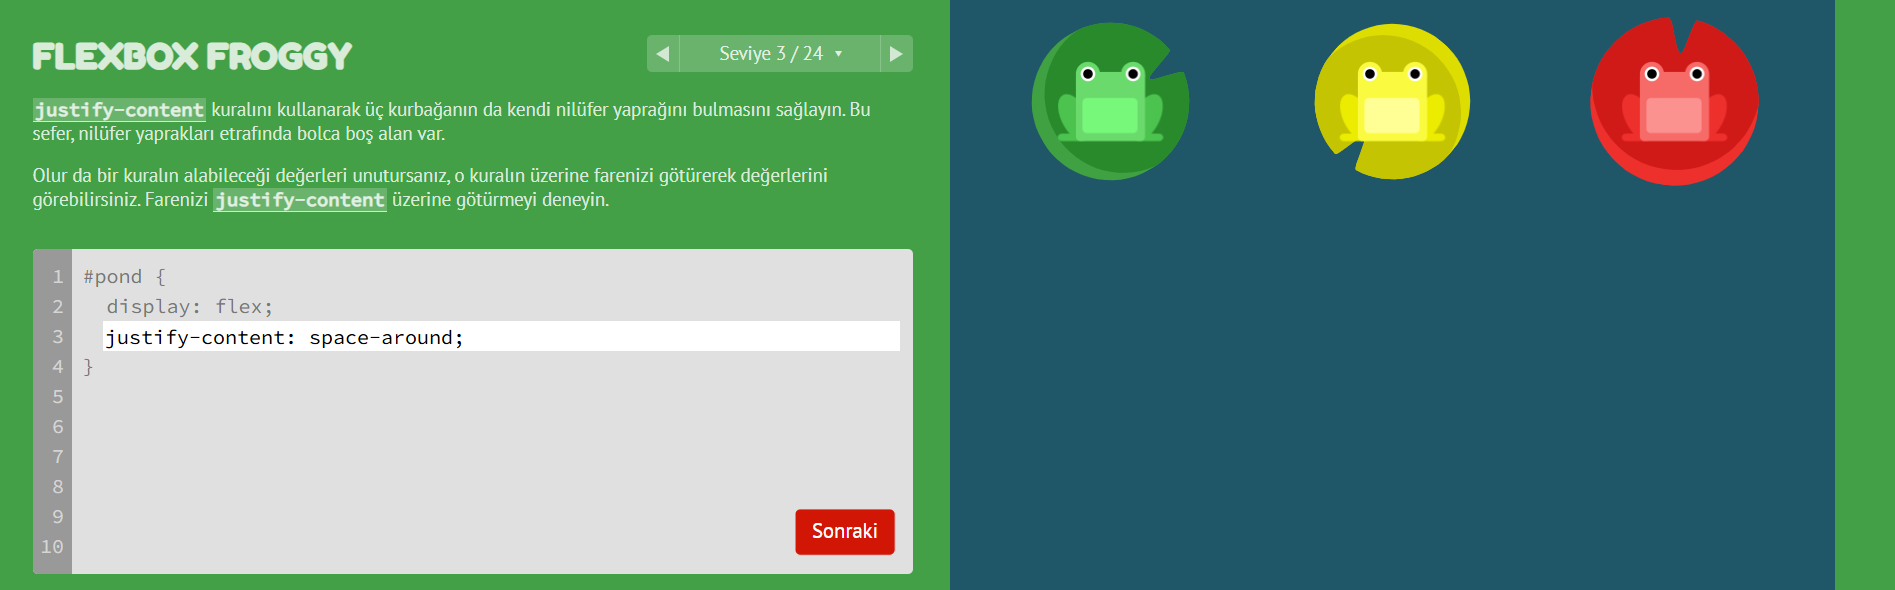 FLEXBOX FROGGY
Seviye 3 / 24
justify-content kuralını kullanarak üç kurbağanın da kendi nilüfer yaprağını bulmasını sağlayın. Bu
sefer, nilüfer yaprakları etrafında bolca boş alan var.
Olur da bir kuralın alabileceği değerleri unutursanız, o kuralın üzerine farenizi götürerek değerlerini
görebilirsiniz. Farenizi justify-content üzerine götürmeyi deneyin.
1 #pond {
2 display: flex;
3 justify-content: space-around;
4 }
5
6
7
8
9
10
Sonraki